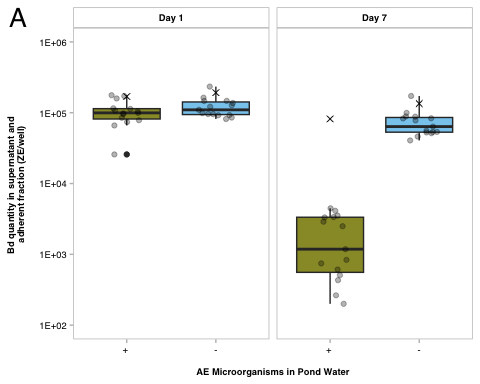 A
Day 1
Day 7
Bd quantity in supernatant and
adherent fraction (ZE/well)
1E+06
1E+05
1E+04
1E+03
1E+02
+
-
+
-
AE Microorganisms in Pond Water